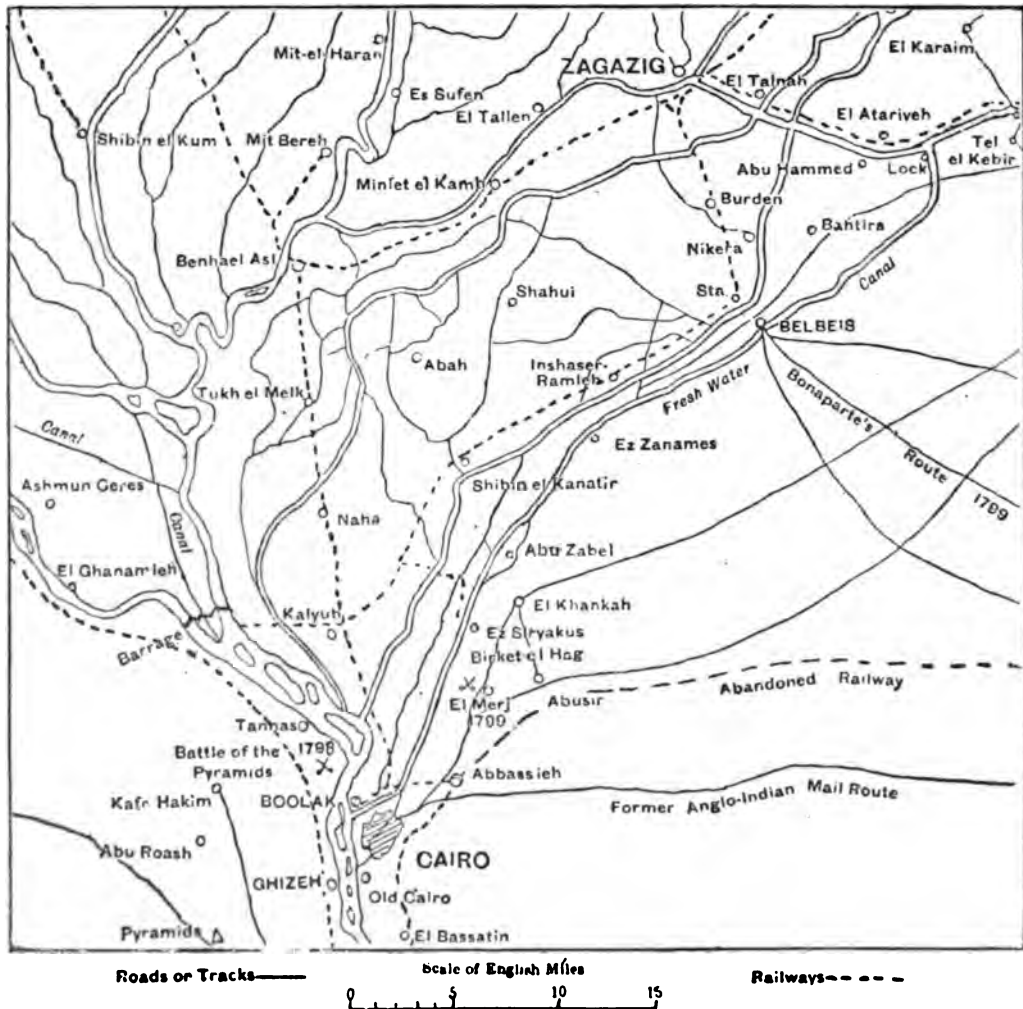 Mit-el-Haran
ZAGAZIG
El Karaim
Es Sufen
El Tallen
El Talnah
El Atariyeh
Shibin el Kum
Mit Bereh
Tel
el Kebir
Miniet el Kamh
Abu Hammed
Lock
Burden
Bahtira
Benhael Asl
Canal
Shahui
Sta.
BELBEIS
Abah
Inshaser-
Ramleh
Fresh Water
Bonaparte's
Route
1799
Tukh el Melk
Canal
Ez Zanames
Ashmun Geres
Shibin el Kanatir
Canal
Naha
Abu Zabel
El Ghanamieh
El Khankah
Kalyub
Barrage
Ez Siryakus
Birket el Hag
El Merj
1799
Abusir
Abandoned Railway
Tannas
1798
Battle of the
Pyramids
Abbassieh
Kafr Hakim
BOOLAK
Former Anglo-Indian Mail Route
Abu Roash
CAIRO
GHIZEH
Old Cairo
Pyramids
El Bassatin
Roads or Tracks
Scale of English Miles
Railways
0 5 10 15